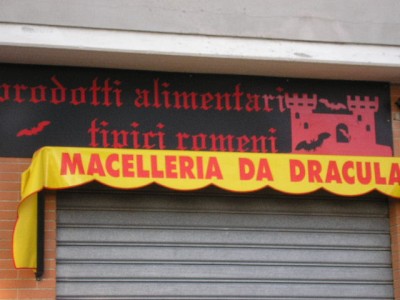 prodotti alimentari
tipici romeni
MACELLERIA DA DRACULA